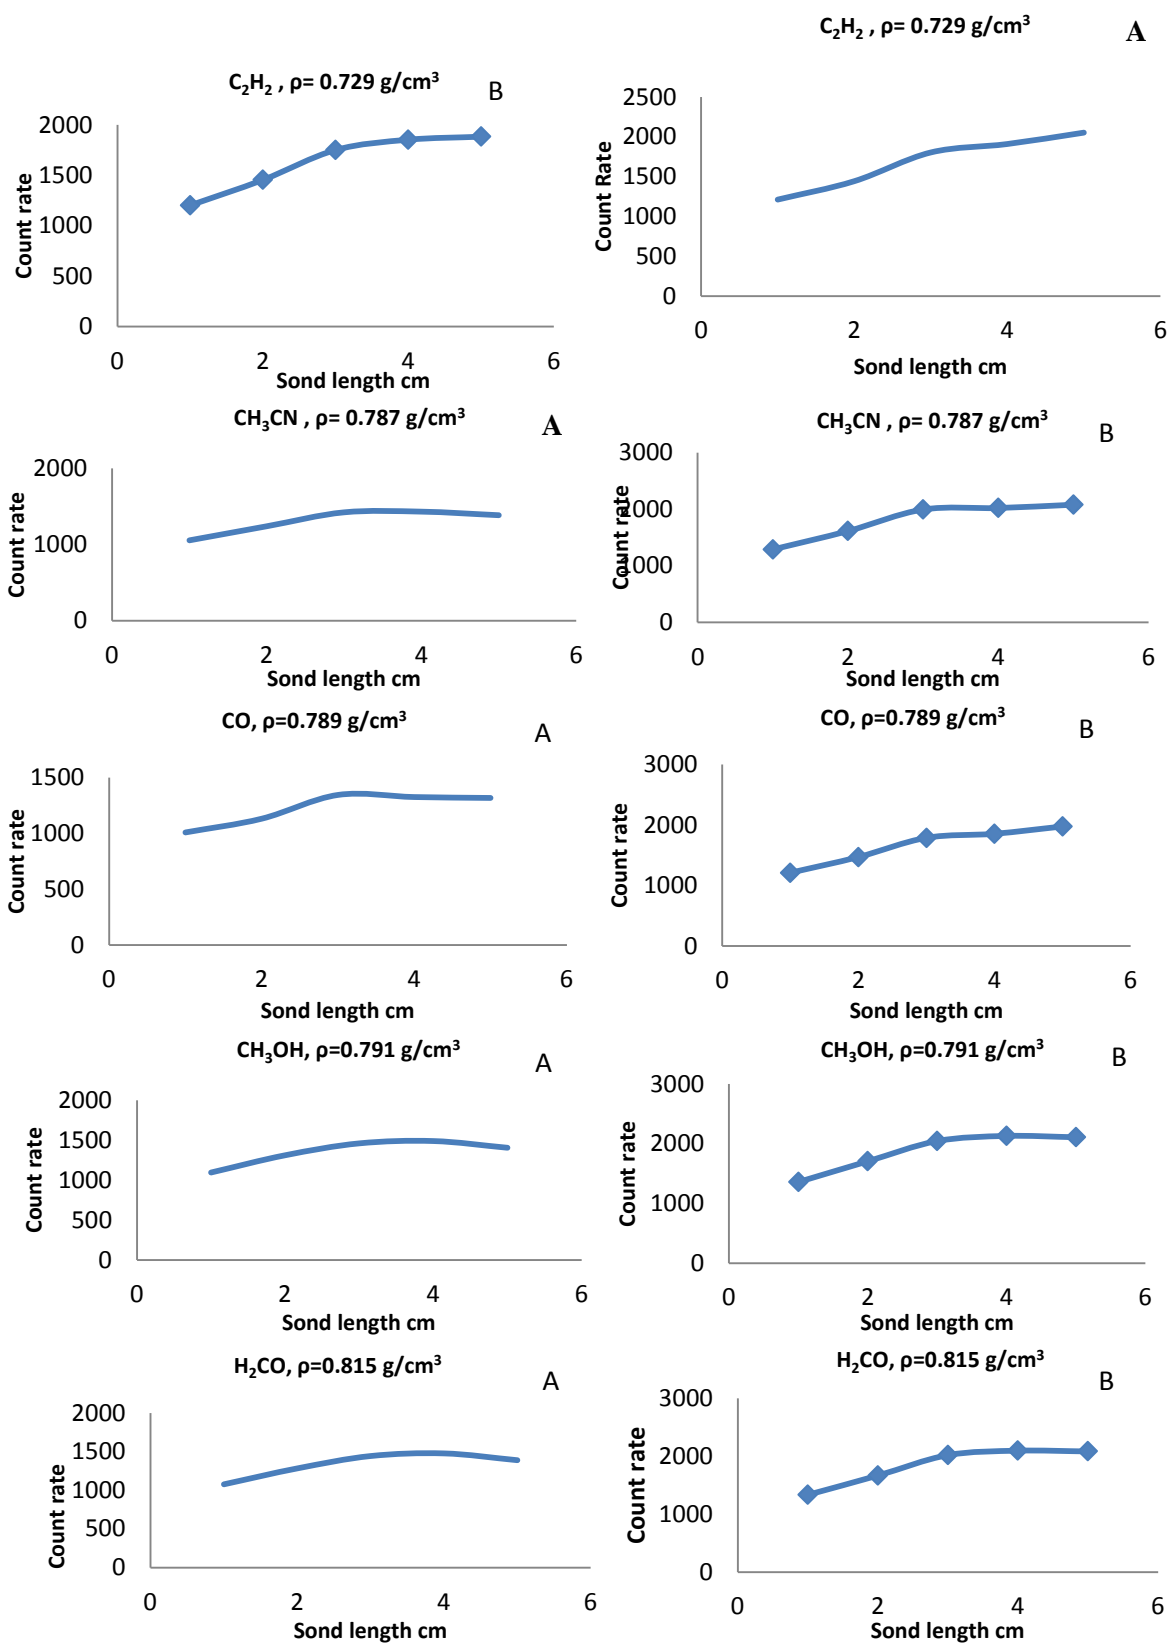 C₂H₂ , ρ= 0.729 g/cm³
B
2000
1500
1000
500
0
0 2 4 6
Count rate
Sond length cm
C₂H₂ , ρ= 0.729 g/cm³
A
2500
2000
1500
1000
500
0
0 2 4 6
Count Rate
Sond length cm
CH₃CN , ρ= 0.787 g/cm³
A
2000
1000
0
0 2 4 6
Count rate
Sond length cm
CH₃CN , ρ= 0.787 g/cm³
B
3000
2000
1000
0
0 2 4 6
Count rate
Sond length cm
CO, ρ=0.789 g/cm³
A
1500
1000
500
0
0 2 4 6
Count rate
Sond length cm
CO, ρ=0.789 g/cm³
B
3000
2000
1000
0
0 2 4 6
Count rate
Sond length cm
CH₃OH, ρ=0.791 g/cm³
A
2000
1500
1000
500
0
0 2 4 6
Count rate
Sond length cm
CH₃OH, ρ=0.791 g/cm³
B
3000
2000
1000
0
0 2 4 6
Count rate
Sond length cm
H₂CO, ρ=0.815 g/cm³
A
2000
1500
1000
500
0
0 2 4 6
Count rate
Sond length cm
H₂CO, ρ=0.815 g/cm³
B
3000
2000
1000
0
0 2 4 6
Count rate
Sond length cm